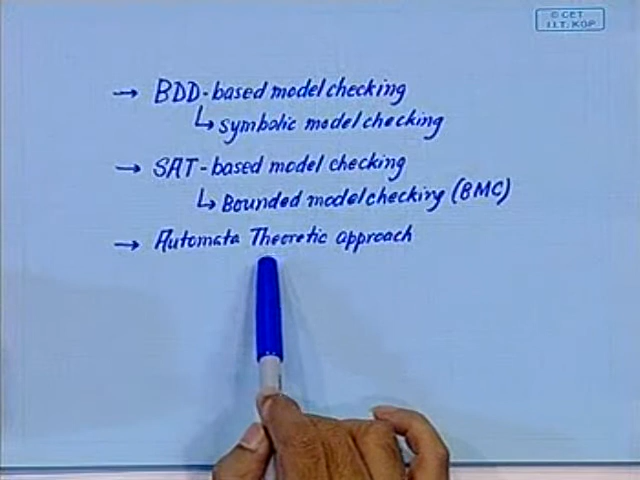 © CET
I.I.T. KGP
→ BDD-based model checking
↳ symbolic model checking
→ SAT-based model checking
↳ Bounded model checking (BMC)
→ Automata Theoretic approach